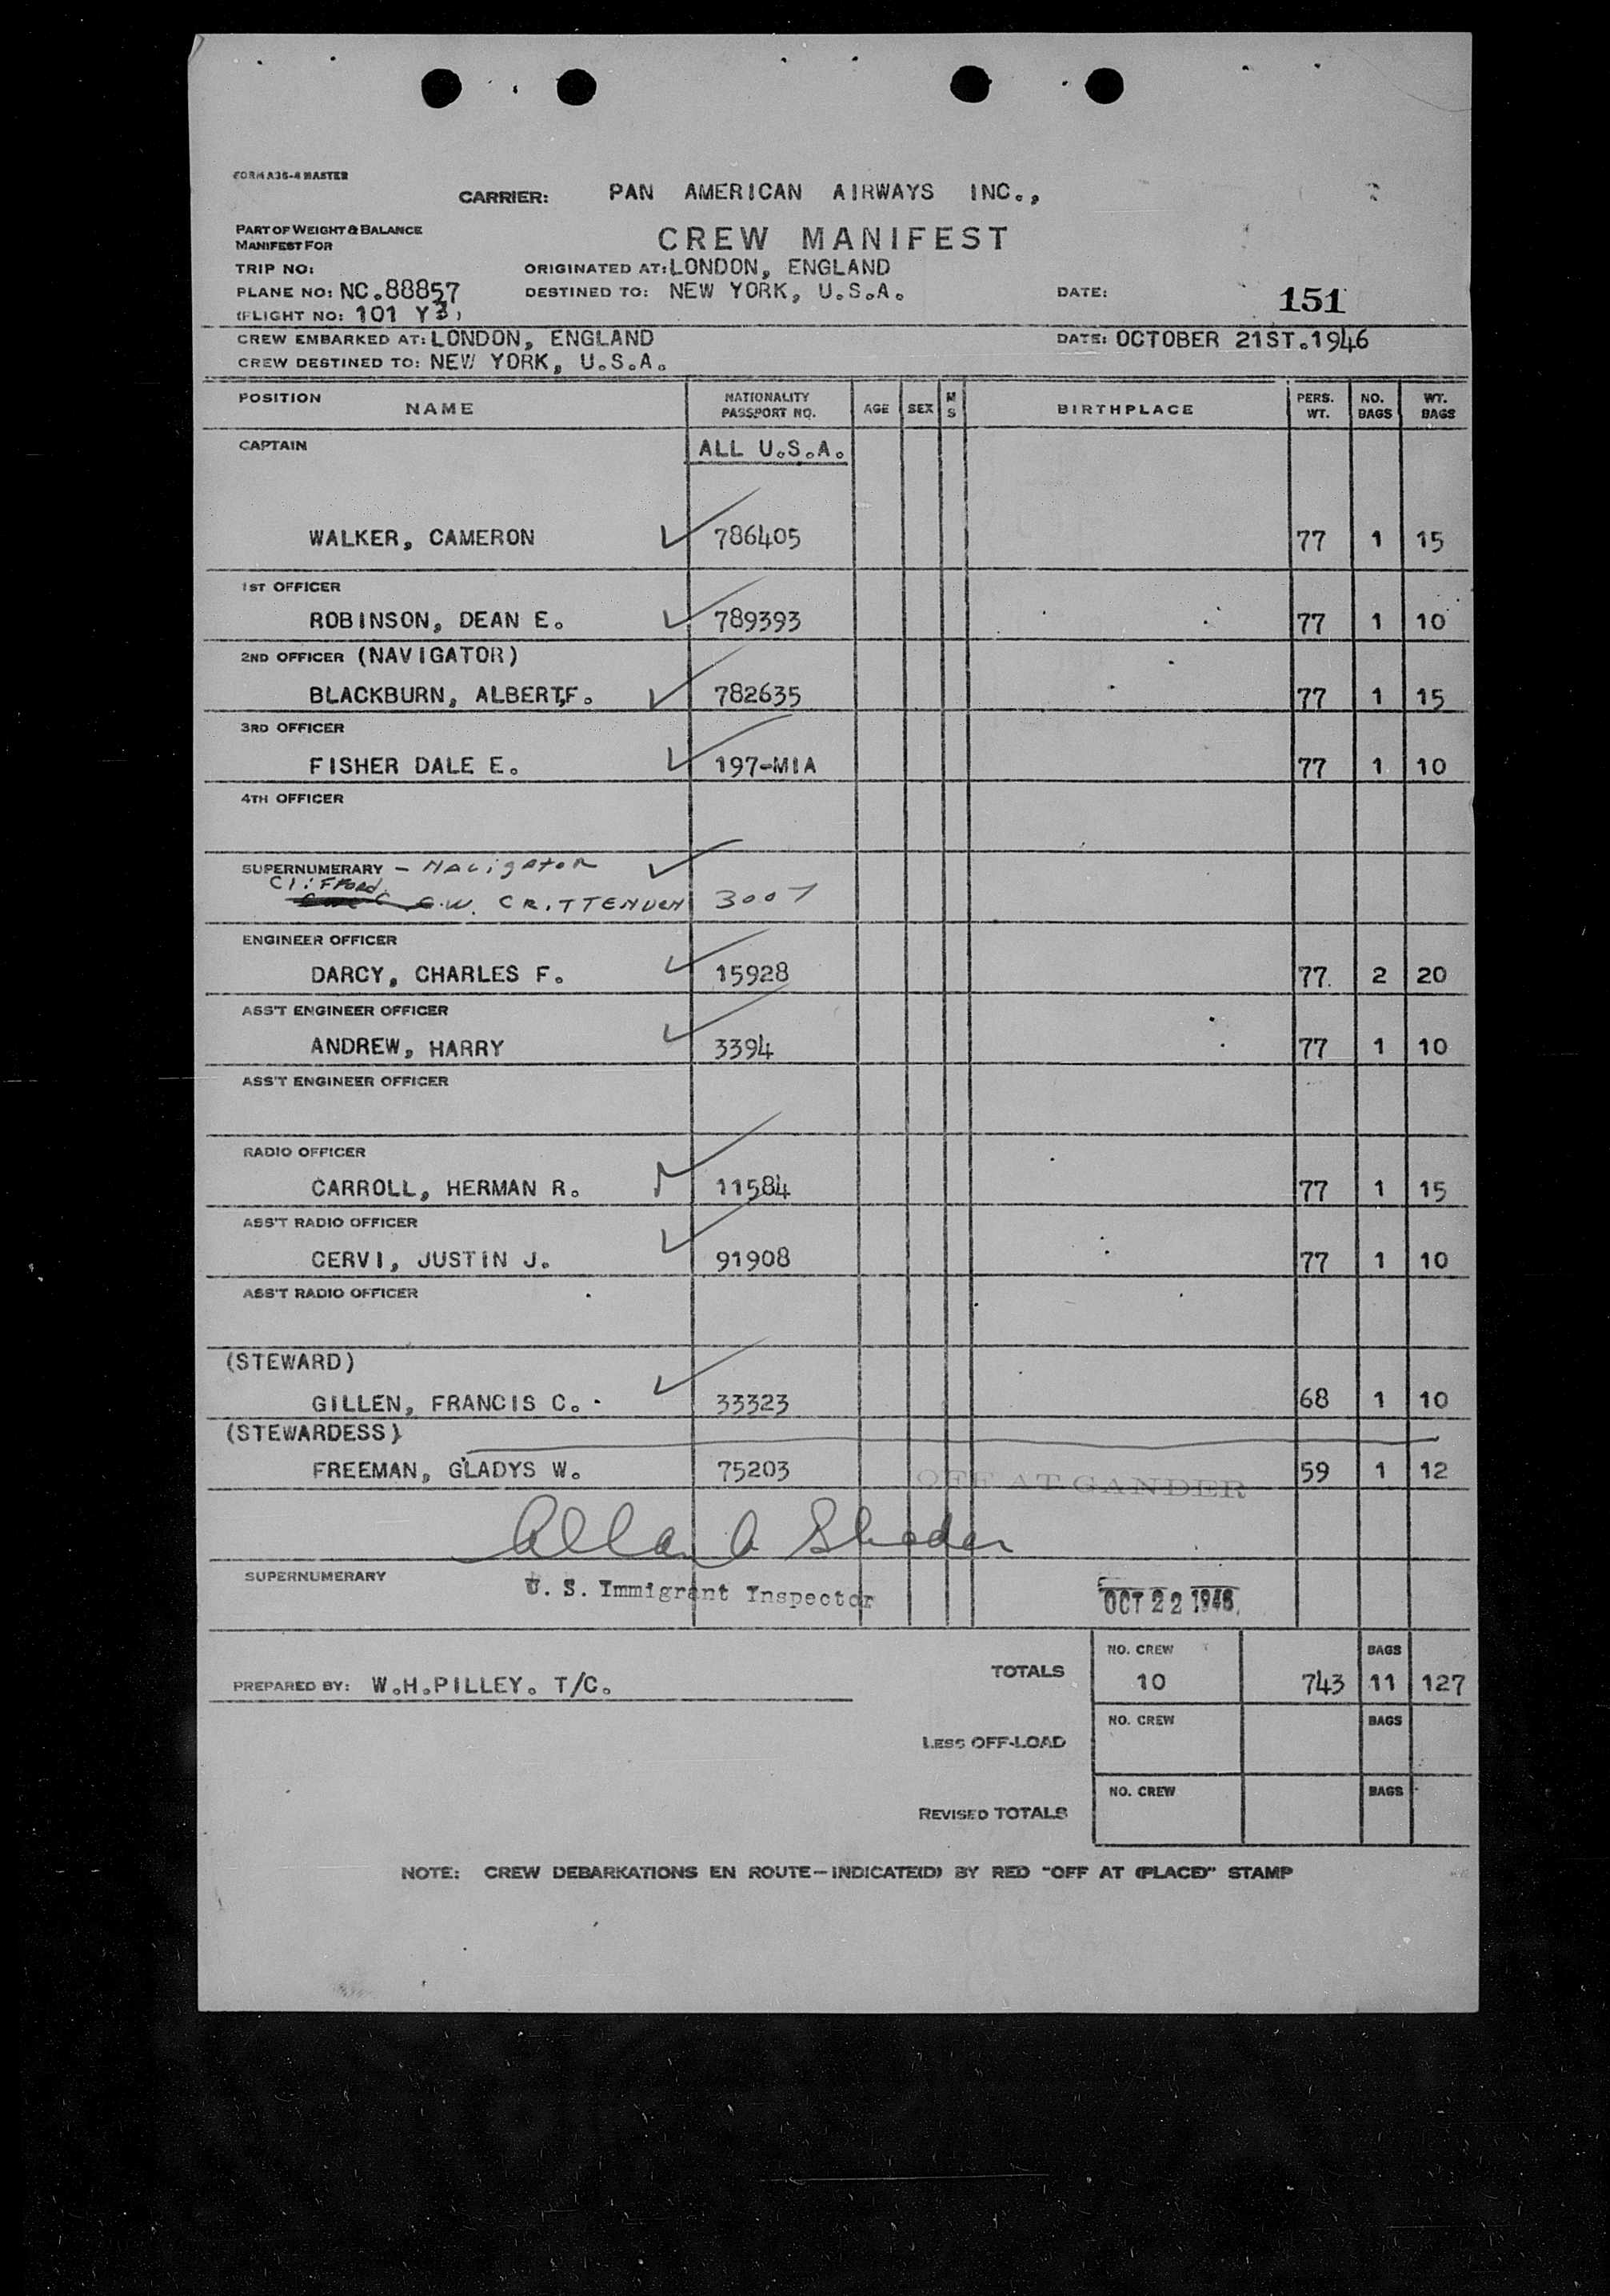 FORM A36-4 MASTER
CARRIER: PAN AMERICAN AIRWAYS INC.,
PART OF WEIGHT & BALANCE
MANIFEST FOR
CREW MANIFEST
TRIP NO: ORIGINATED AT: LONDON, ENGLAND
PLANE NO: NC.88857 DESTINED TO: NEW YORK, U.S.A. DATE: 151
(FLIGHT NO: 101 Y3)
CREW EMBARKED AT: LONDON, ENGLAND DATE: OCTOBER 21ST.1946
CREW DESTINED TO: NEW YORK, U.S.A.
POSITION NAME NATIONALITY PASSPORT NO. AGE SEX M S BIRTHPLACE PERS. WT. NO. BAGS WT. BAGS
CAPTAIN ALL U.S.A.
WALKER, CAMERON 786405 77 1 15
1ST OFFICER
ROBINSON, DEAN E. 789393 77 1 10
2ND OFFICER (NAVIGATOR)
BLACKBURN, ALBERT,F. 782635 77 1 15
3RD OFFICER
FISHER DALE E. 197-MIA 77 1 10
4TH OFFICER
SUPERNUMERARY - NAvigAtoR
CliFFoRd
W. CRITTENDEN 3007
ENGINEER OFFICER
DARCY, CHARLES F. 15928 77. 2 20
ASS'T ENGINEER OFFICER
ANDREW, HARRY 3394 77 1 10
ASS'T ENGINEER OFFICER
RADIO OFFICER
CARROLL, HERMAN R. 11584 77 1 15
ASS'T RADIO OFFICER
CERVI, JUSTIN J. 91908 77 1 10
ASS'T RADIO OFFICER
(STEWARD)
GILLEN, FRANCIS C. 33323 68 1 10
(STEWARDESS)
FREEMAN, GLADYS W. 75203 OFF AT GANDER 59 1 12
SUPERNUMERARY U. S. Immigrant Inspector OCT 22 1946
NO. CREW BAGS
PREPARED BY: W.H.PILLEY. T/C. TOTALS 10 743 11 127
NO. CREW BAGS
LESS OFF-LOAD
NO. CREW BAGS
REVISED TOTALS
NOTE: CREW DEBARKATIONS EN ROUTE—INDICATE(D) BY RED "OFF AT (PLACE)" STAMP